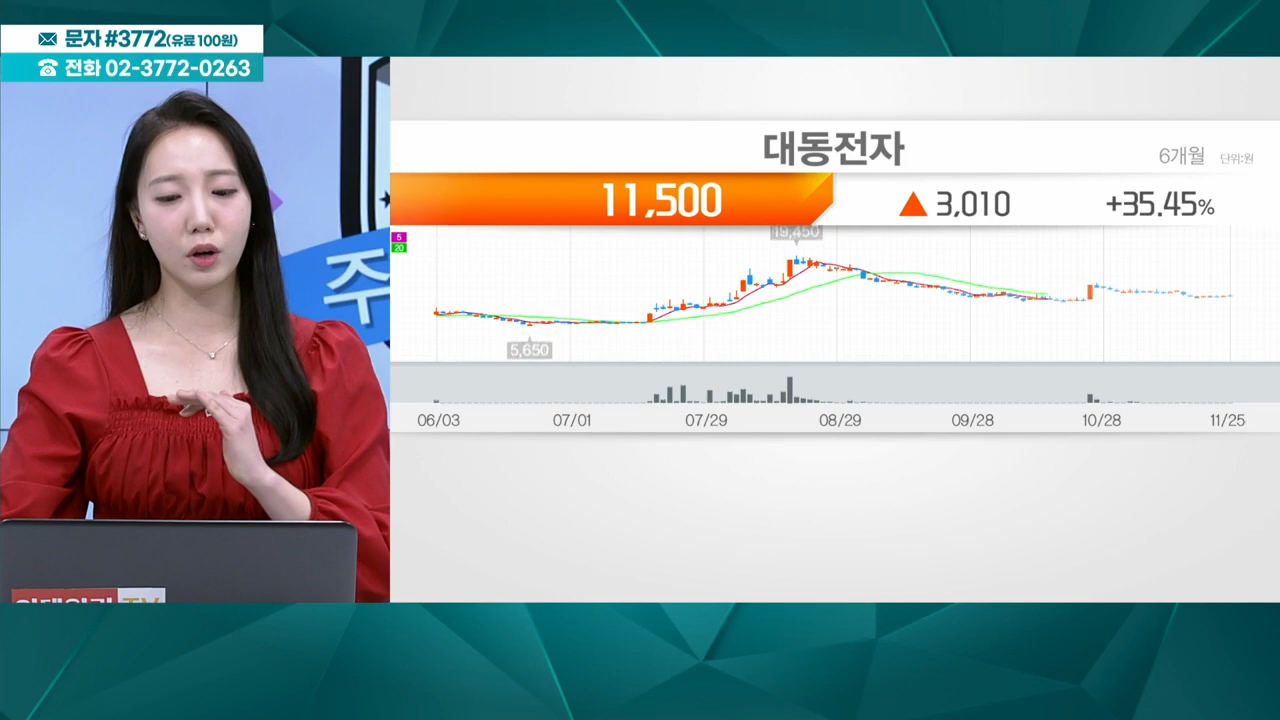 문자 #3772(유료 100원)
전화 02-3772-0263
주
대동전자
6개월 단위:원
11,500 3,010 +35.45%
5
20
19,450
5,650
06/03 07/01 07/29 08/29 09/28 10/28 11/25
TV